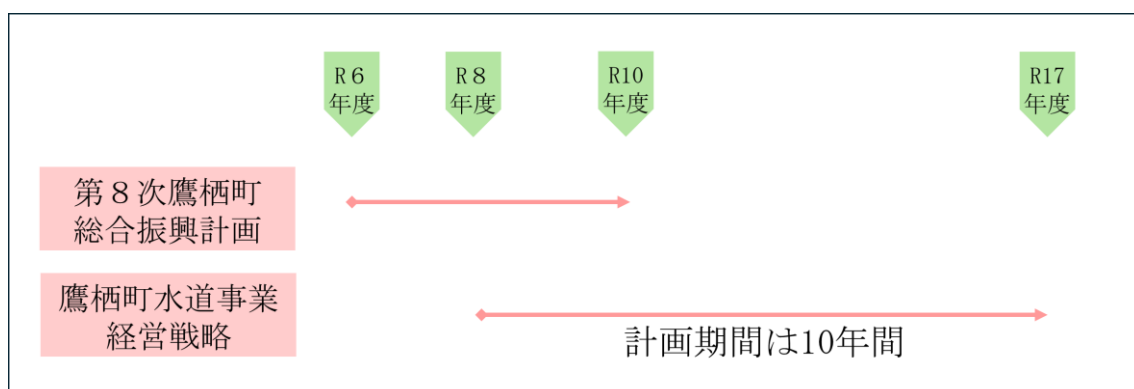 R6
年度
R8
年度
R10
年度
R17
年度
第８次鷹栖町
総合振興計画
鷹栖町水道事業
経営戦略
計画期間は10年間